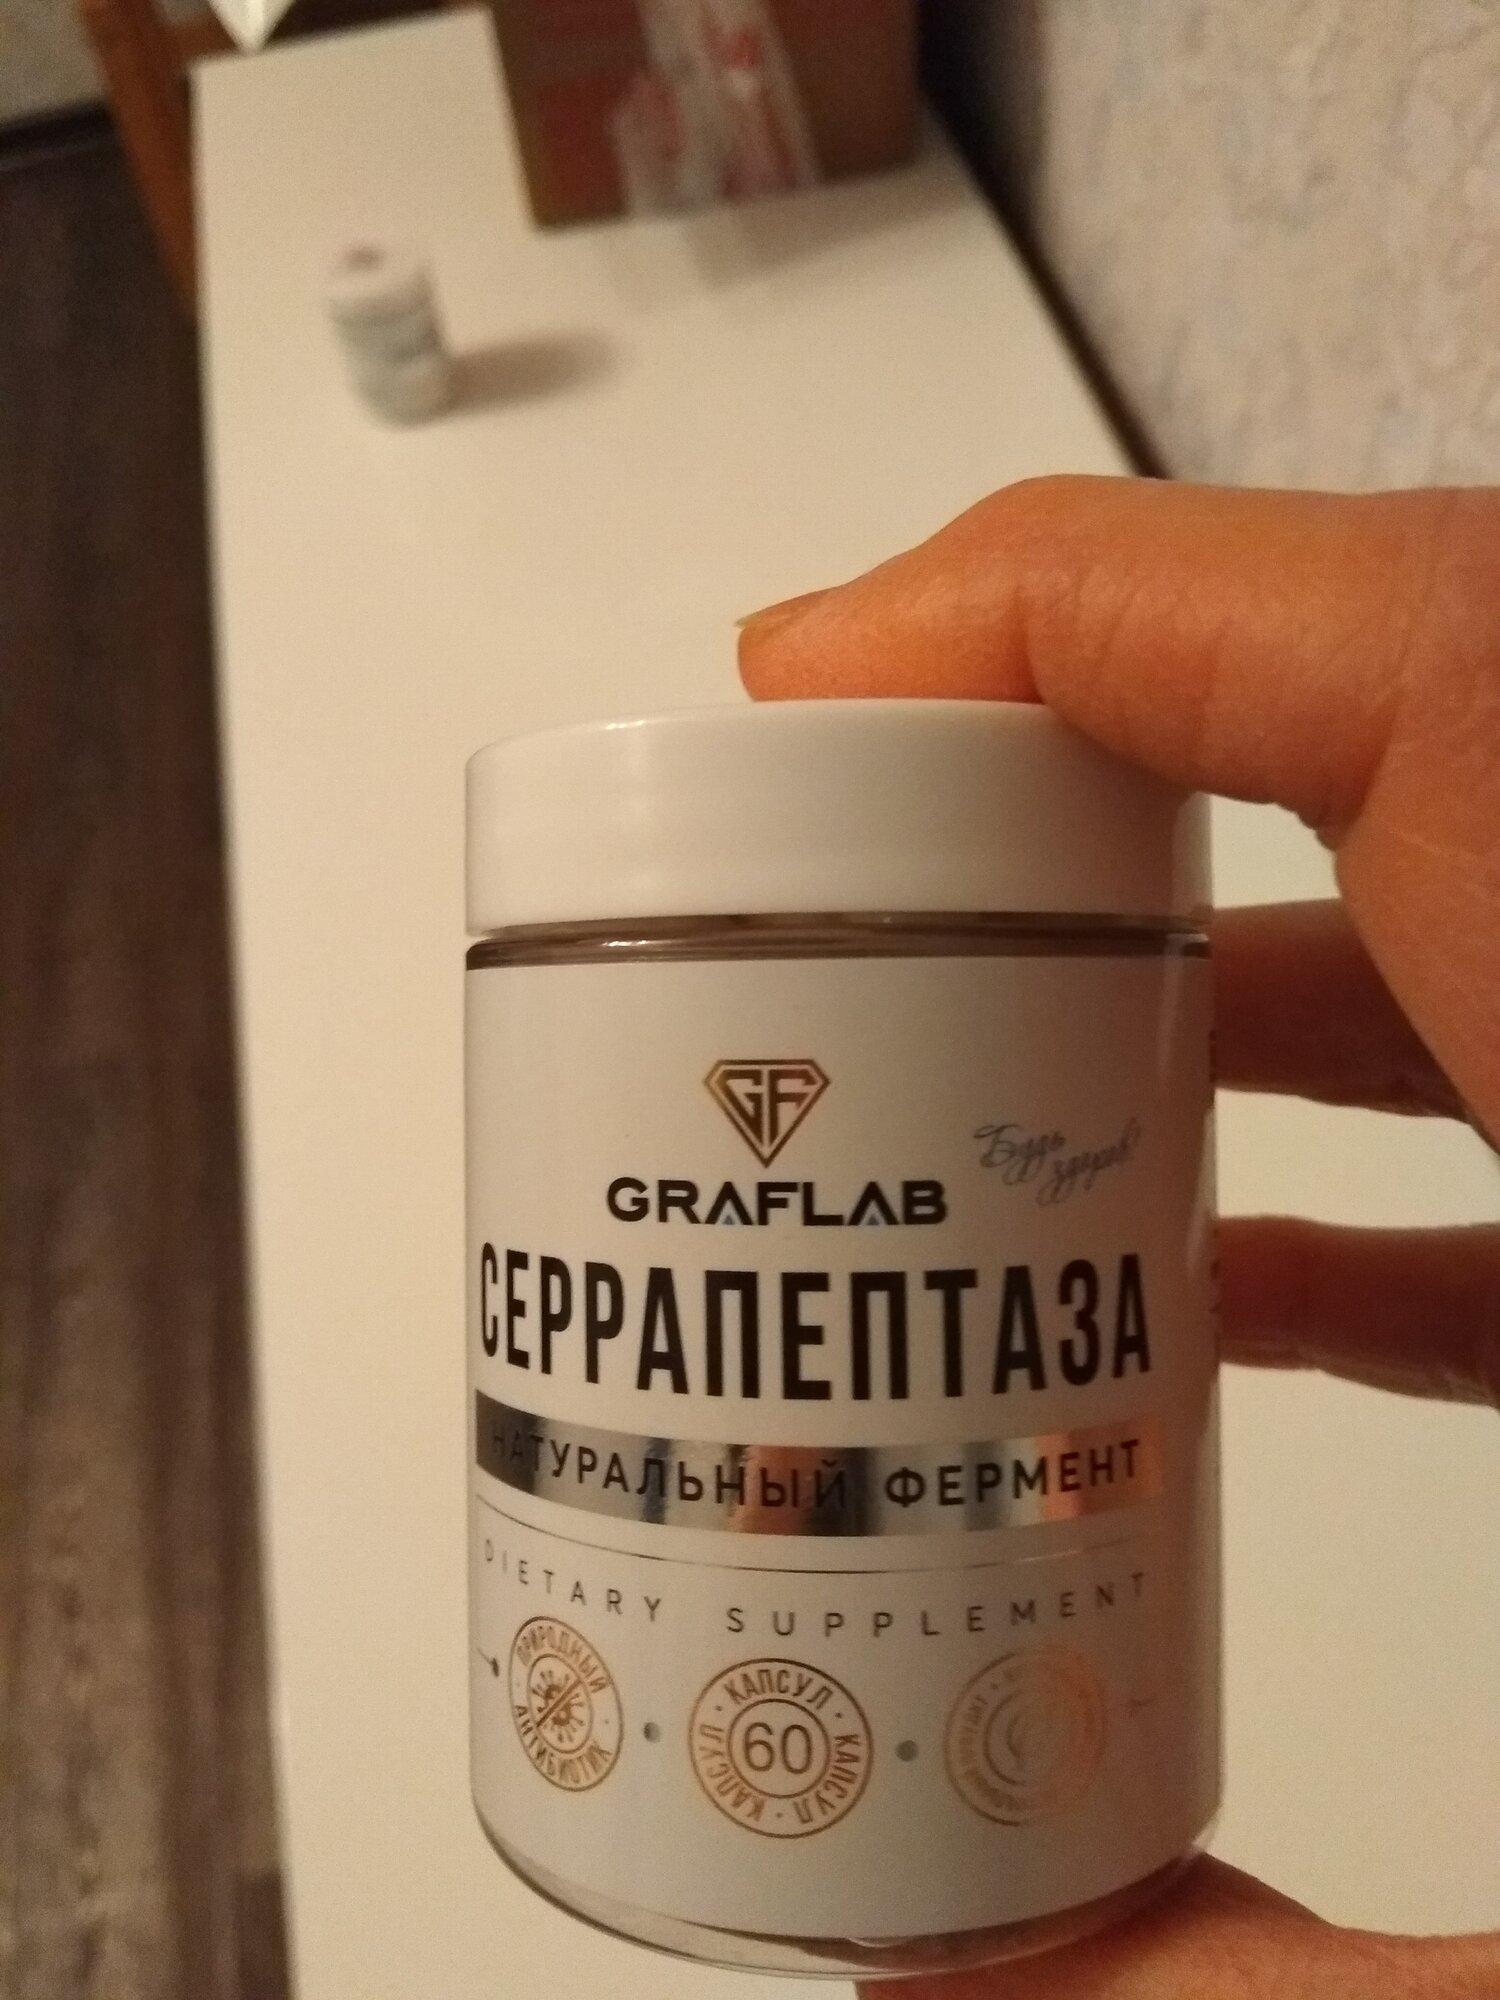 GF
GRAFLAB
Будь
здоров!
СЕРРАПЕПТАЗА
НАТУРАЛЬНЫЙ ФЕРМЕНТ
DIETARY SUPPLEMENT
ПРИРОДНЫЙ · АНТИБИОТИК ·
КАПСУЛ · КАПСУЛ · КАПСУЛ ·
60